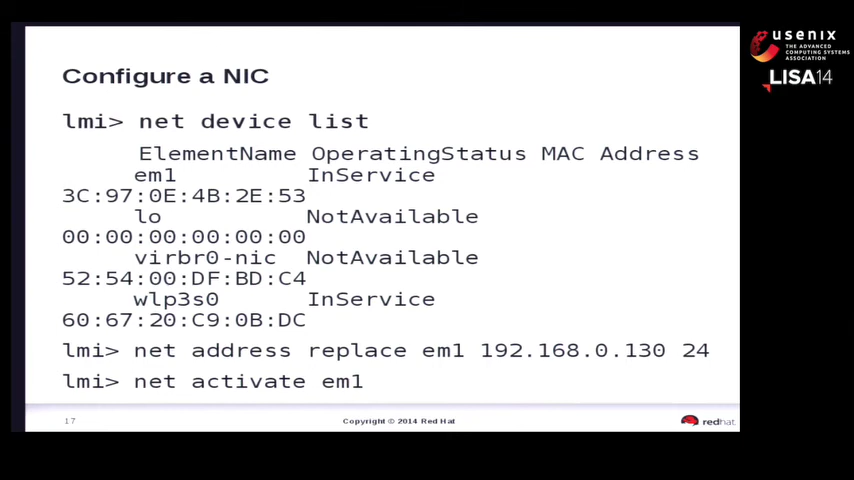 Configure a NIC
lmi> net device list
ElementName OperatingStatus MAC Address
em1 InService
3C:97:0E:4B:2E:53
lo NotAvailable
00:00:00:00:00:00
virbr0-nic NotAvailable
52:54:00:DF:BD:C4
wlp3s0 InService
60:67:20:C9:0B:DC
lmi> net address replace em1 192.168.0.130 24
lmi> net activate em1
17
Copyright © 2014 Red Hat
redhat.
usenix
THE ADVANCED
COMPUTING SYSTEMS
ASSOCIATION
LISA14